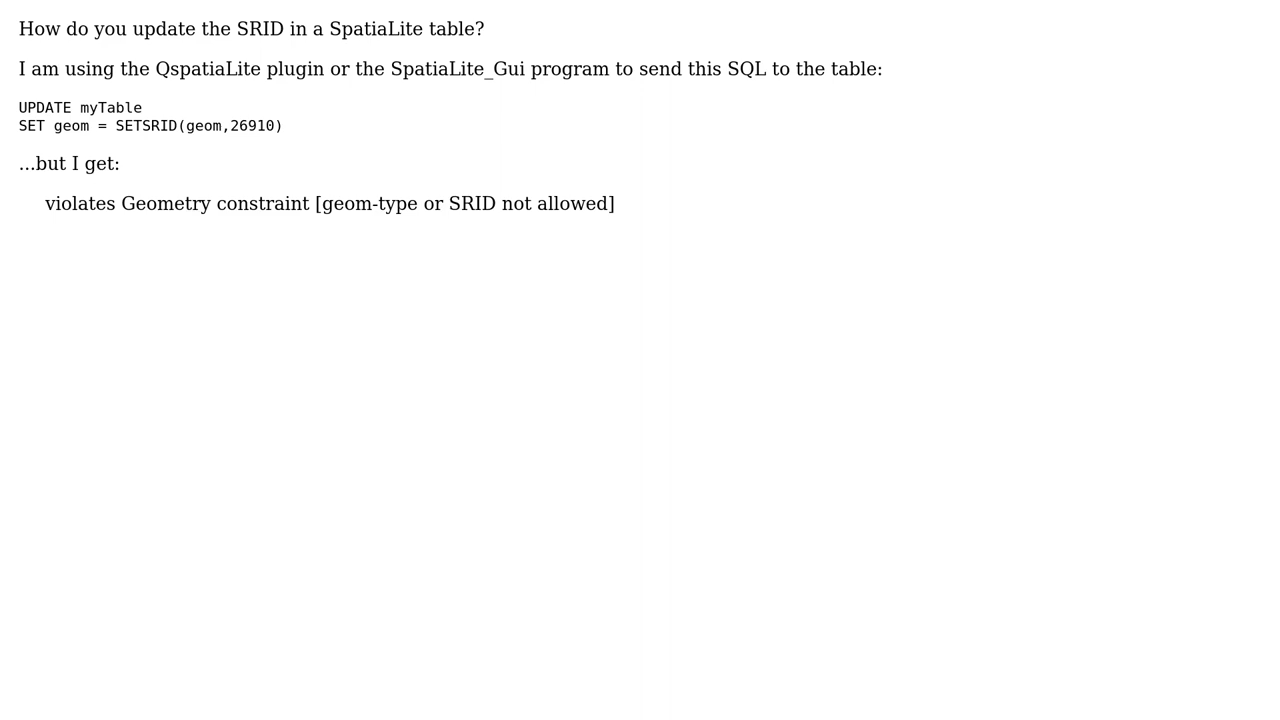 How do you update the SRID in a SpatiaLite table?
I am using the QspatiaLite plugin or the SpatiaLite_Gui program to send this SQL to the table:
UPDATE myTable
SET geom = SETSRID(geom,26910)
...but I get:
violates Geometry constraint [geom-type or SRID not allowed]